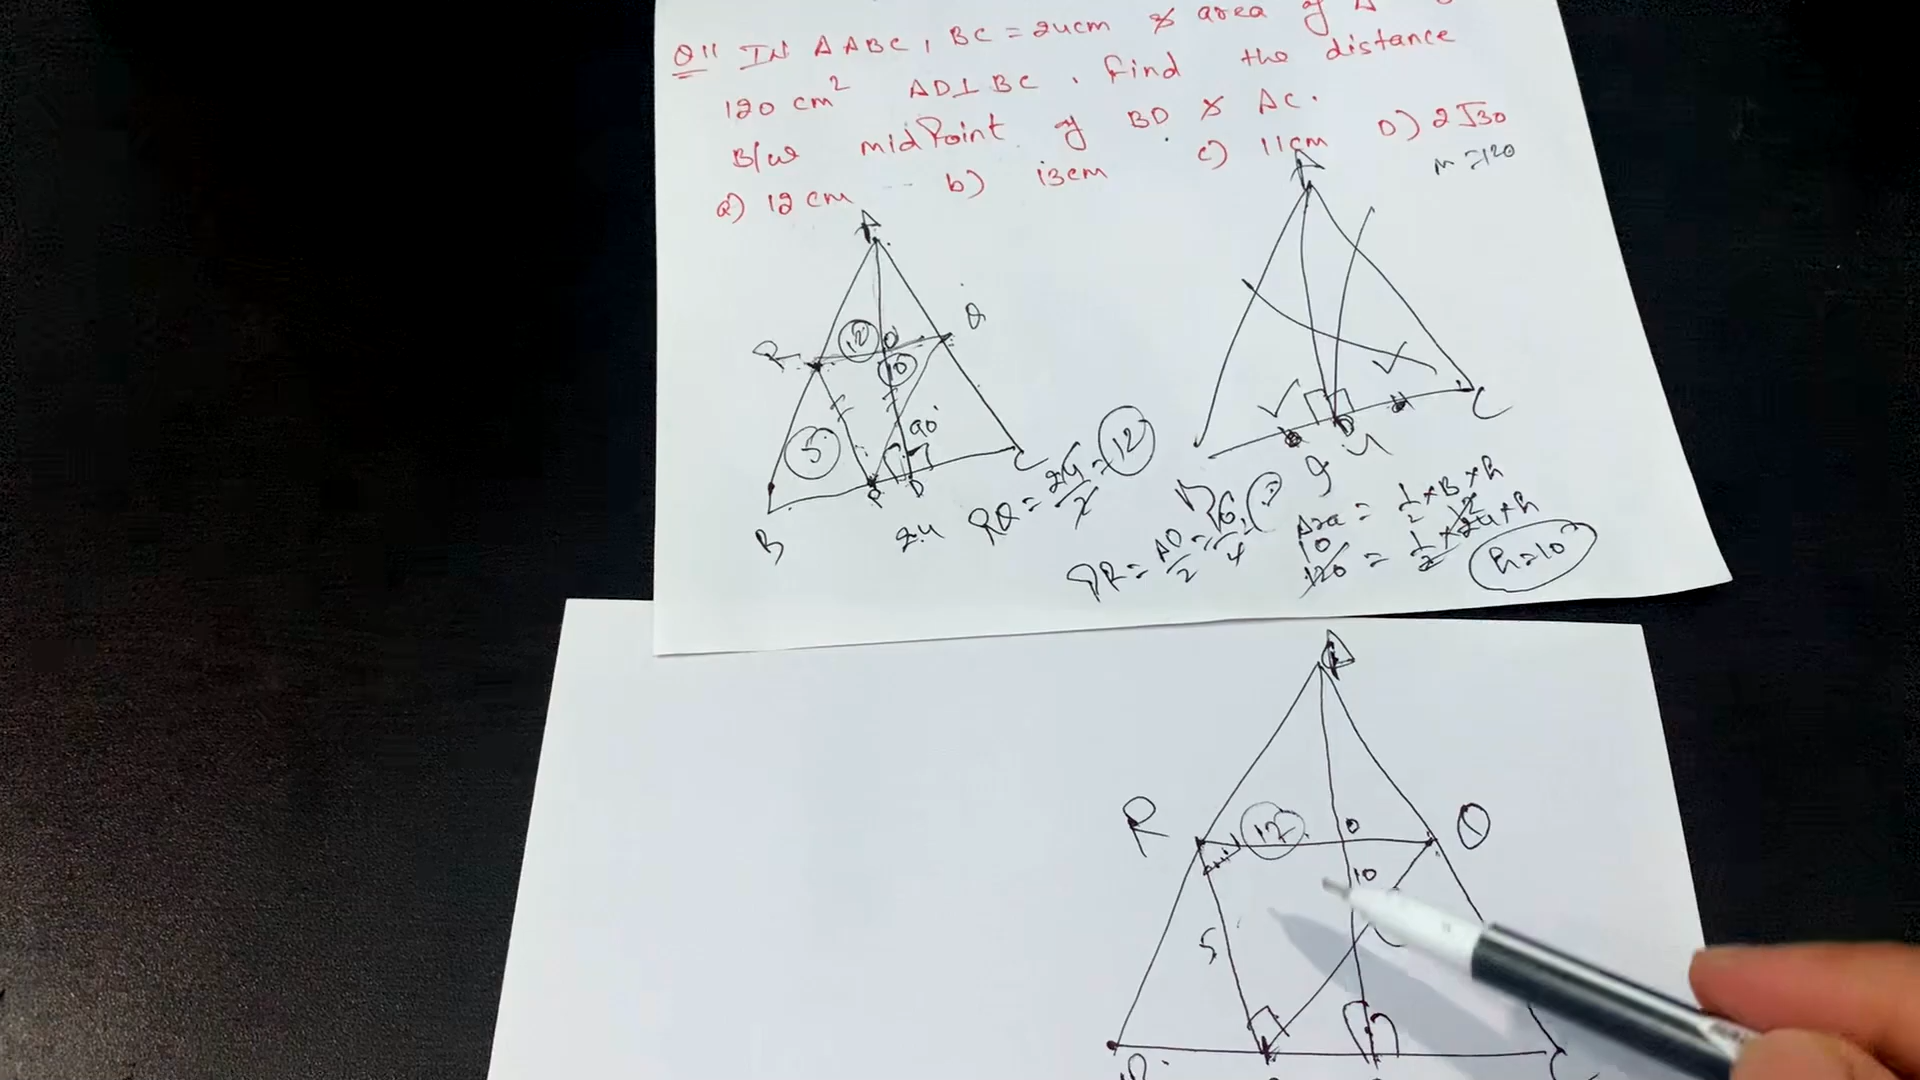 Q11 IN ∆ABC, BC = 24cm & area of ∆
120 cm² AD⊥BC. Find the distance
B/w midPoint of BD & AC.
a) 12 cm b) 13cm c) 11cm D) 2√30
= 120
A
A
R
12
O
Q
10
5
90°
B
P
D
C
24
RQ = 24/2 = 12
PR = AD/2 =
D
C
Area = 1/2 × B × h
120 = 1/2 × 24 × h
10
h = 10
A
R
12
O
Q
10
5
C